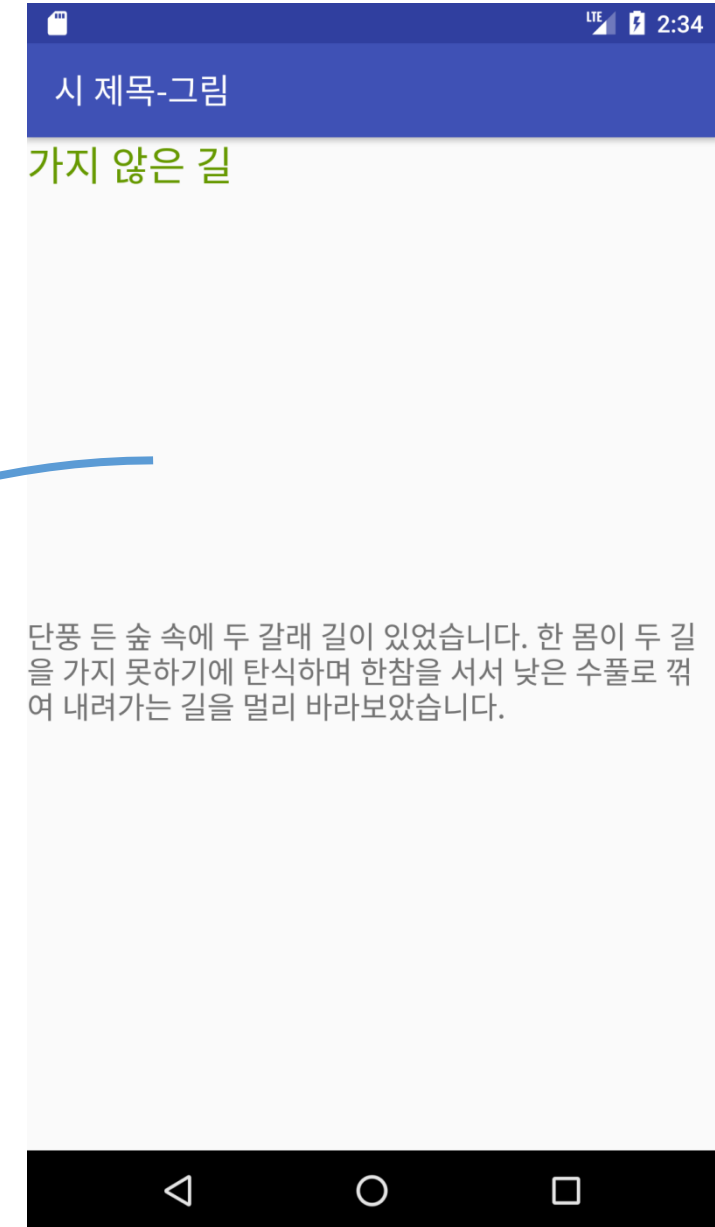 LTE 2:34
시 제목-그림
가지 않은 길
단풍 든 숲 속에 두 갈래 길이 있었습니다. 한 몸이 두 길
을 가지 못하기에 탄식하며 한참을 서서 낮은 수풀로 꺾
여 내려가는 길을 멀리 바라보았습니다.